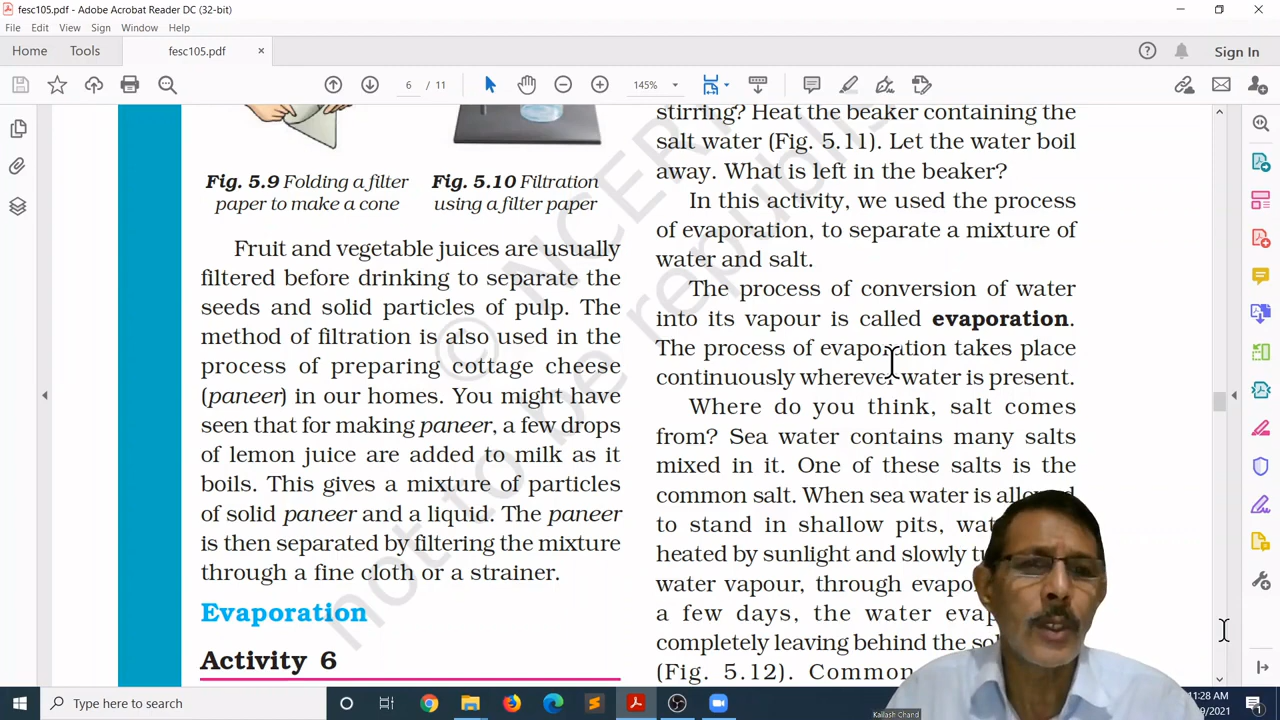 fesc105.pdf - Adobe Acrobat Reader DC (32-bit)
File Edit View Sign Window Help
Home Tools fesc105.pdf × Sign In
6 / 11 145%
Fig. 5.9 Folding a filter
paper to make a cone
Fig. 5.10 Filtration
using a filter paper
Fruit and vegetable juices are usually
filtered before drinking to separate the
seeds and solid particles of pulp. The
method of filtration is also used in the
process of preparing cottage cheese
(paneer) in our homes. You might have
seen that for making paneer, a few drops
of lemon juice are added to milk as it
boils. This gives a mixture of particles
of solid paneer and a liquid. The paneer
is then separated by filtering the mixture
through a fine cloth or a strainer.
Evaporation
Activity 6
stirring? Heat the beaker containing the
salt water (Fig. 5.11). Let the water boil
away. What is left in the beaker?
In this activity, we used the process
of evaporation, to separate a mixture of
water and salt.
The process of conversion of water
into its vapour is called evaporation.
The process of evaporation takes place
continuously wherever water is present.
Where do you think, salt comes
from? Sea water contains many salts
mixed in it. One of these salts is the
common salt. When sea water is allowed
to stand in shallow pits,
heated by sunlight and slowly
water vapour, through
a few days, the water
completely leaving behind the
(Fig. 5.12). Common
© NCERT
not to be republis
Kailash Chand
Type here to search
11:28 AM